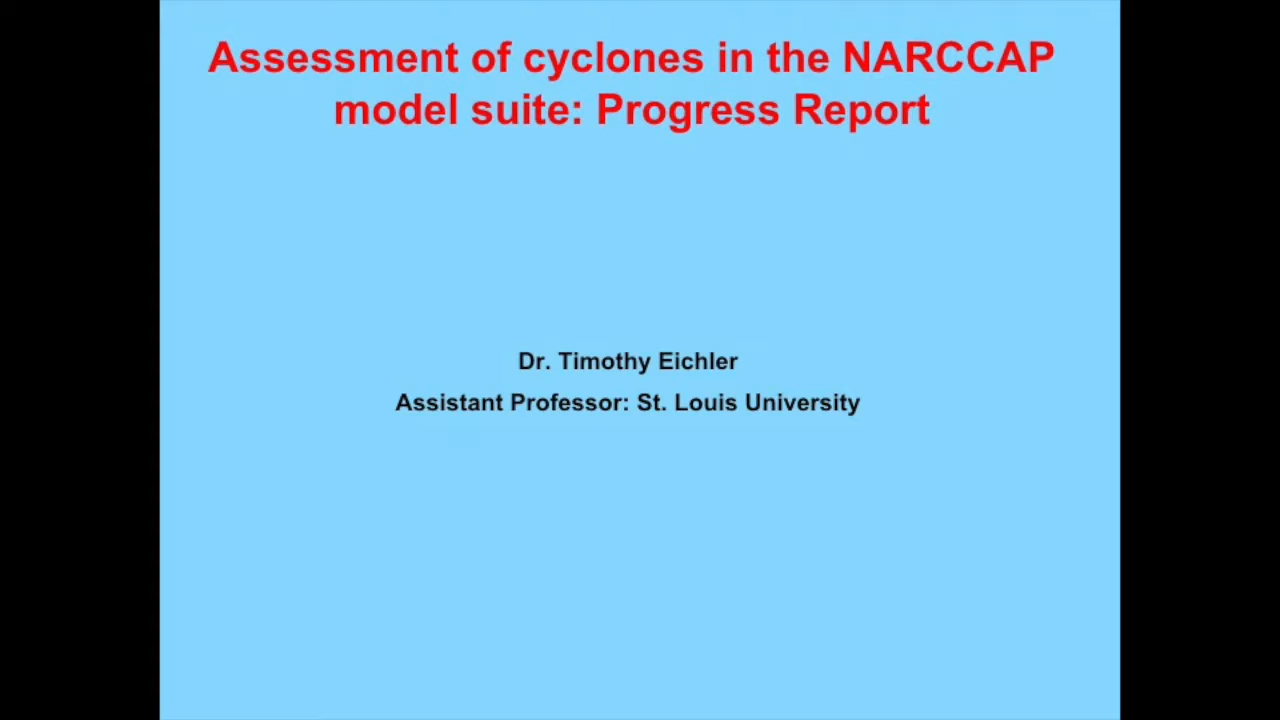 Assessment of cyclones in the NARCCAP
model suite: Progress Report
Dr. Timothy Eichler
Assistant Professor: St. Louis University